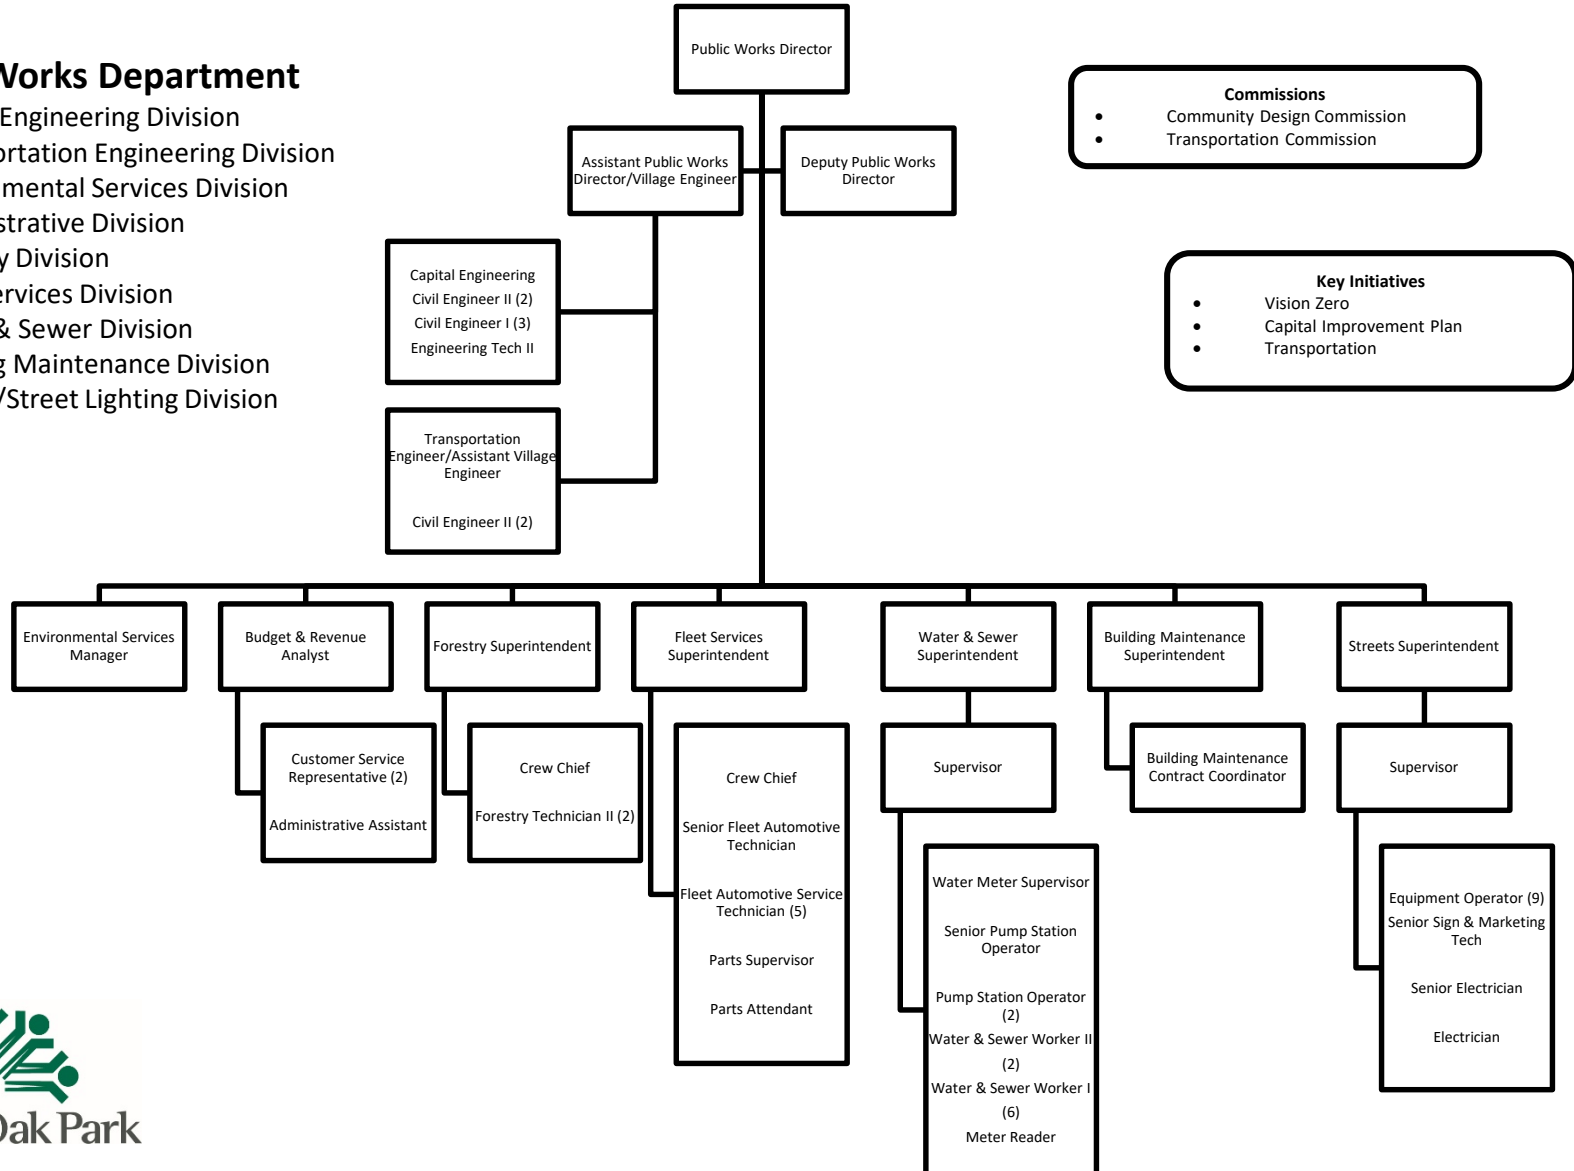 Public Works Director
Works Department
Engineering Division
ortation Engineering Division
mental Services Division
strative Division
y Division
ervices Division
& Sewer Division
g Maintenance Division
/Street Lighting Division
Assistant Public Works
Director/Village Engineer
Deputy Public Works
Director
Commissions
• Community Design Commission
• Transportation Commission
Key Initiatives
• Vision Zero
• Capital Improvement Plan
• Transportation
Capital Engineering
Civil Engineer II (2)
Civil Engineer I (3)
Engineering Tech II
Transportation
Engineer/Assistant Village
Engineer
Civil Engineer II (2)
Environmental Services
Manager
Budget & Revenue
Analyst
Forestry Superintendent
Fleet Services
Superintendent
Water & Sewer
Superintendent
Building Maintenance
Superintendent
Streets Superintendent
Customer Service
Representative (2)
Administrative Assistant
Crew Chief
Forestry Technician II (2)
Crew Chief
Senior Fleet Automotive
Technician
Fleet Automotive Service
Technician (5)
Parts Supervisor
Parts Attendant
Supervisor
Water Meter Supervisor
Senior Pump Station
Operator
Pump Station Operator
(2)
Water & Sewer Worker II
(2)
Water & Sewer Worker I
(6)
Meter Reader
Building Maintenance
Contract Coordinator
Supervisor
Equipment Operator (9)
Senior Sign & Marketing
Tech
Senior Electrician
Electrician
Oak Park